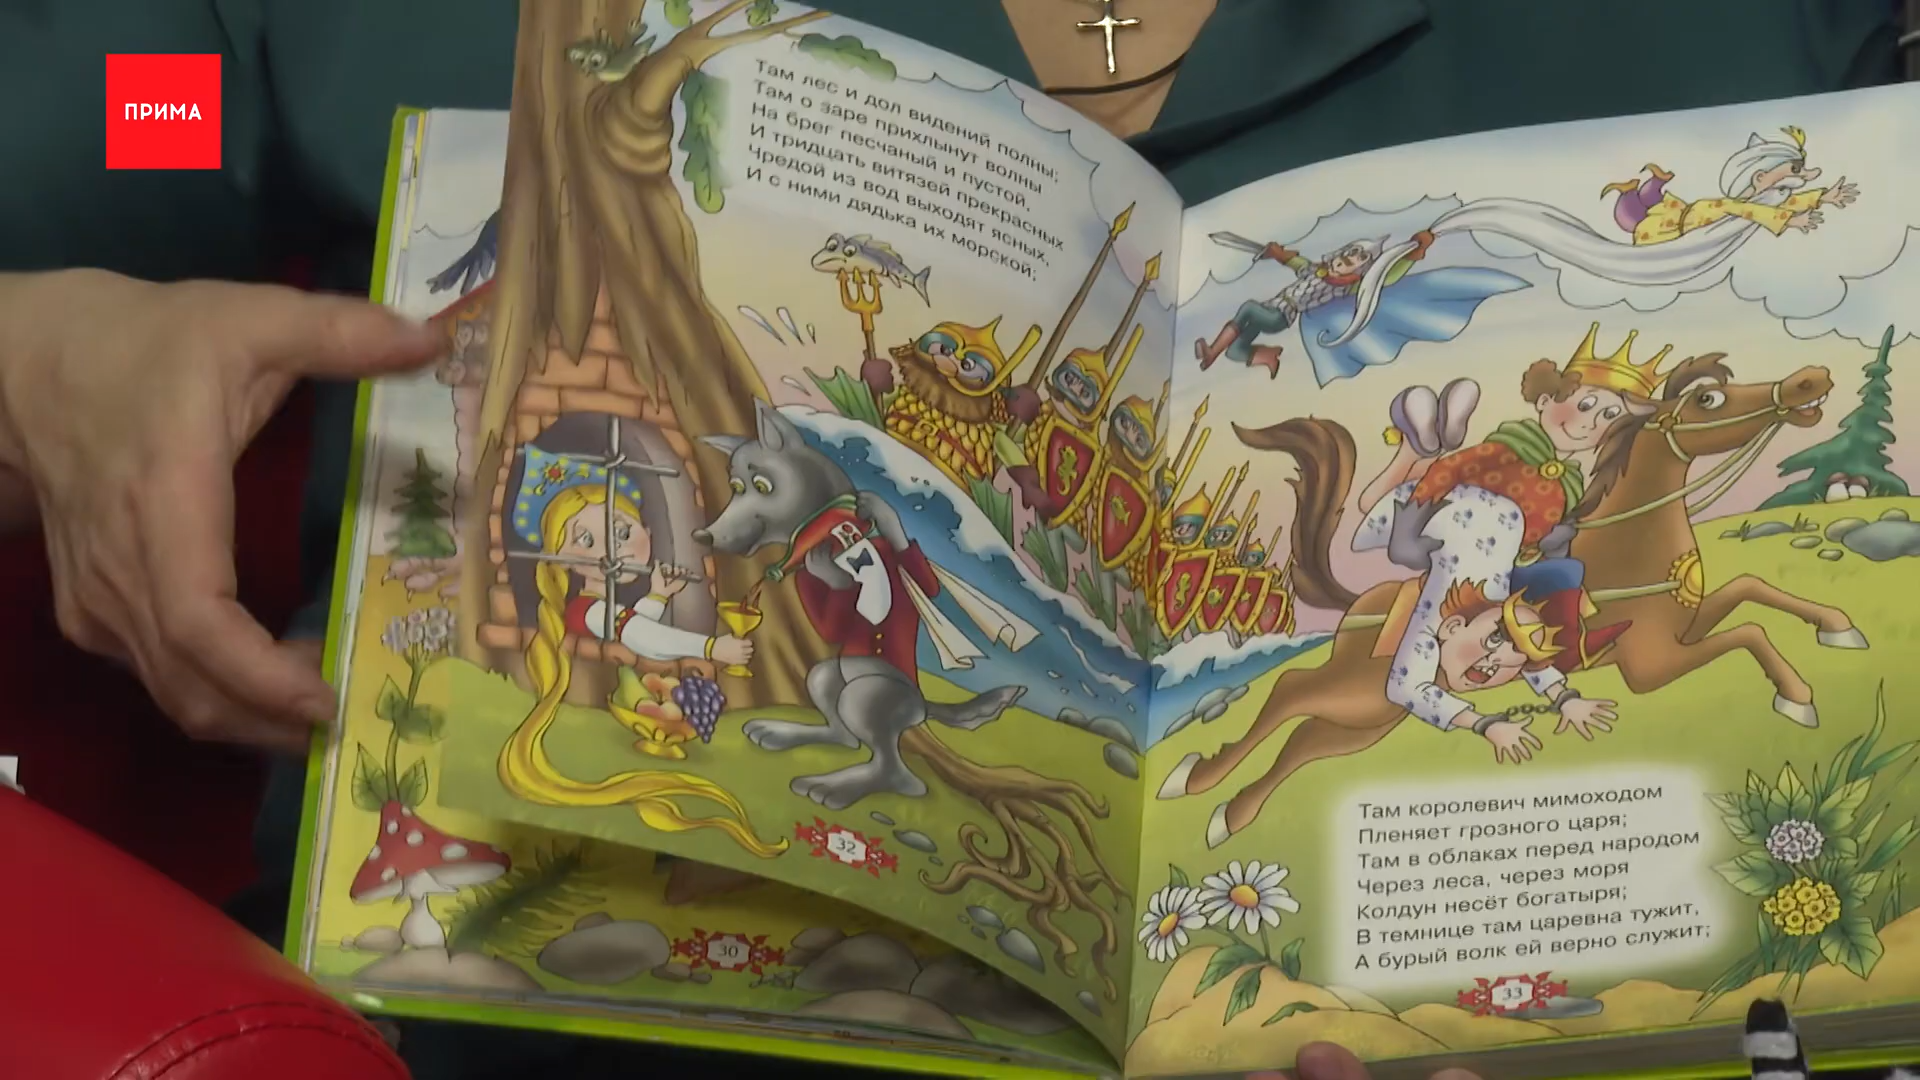 ПРИМА
Там лес и дол видений полны;
Там о заре прихлынут волны
На брег песчаный и пустой,
И тридцать витязей прекрасных
Чредой из вод выходят ясных,
И с ними дядька их морской;
32
30
Там королевич мимоходом
Пленяет грозного царя;
Там в облаках перед народом
Через леса, через моря
Колдун несёт богатыря;
В темнице там царевна тужит,
А бурый волк ей верно служит;
33